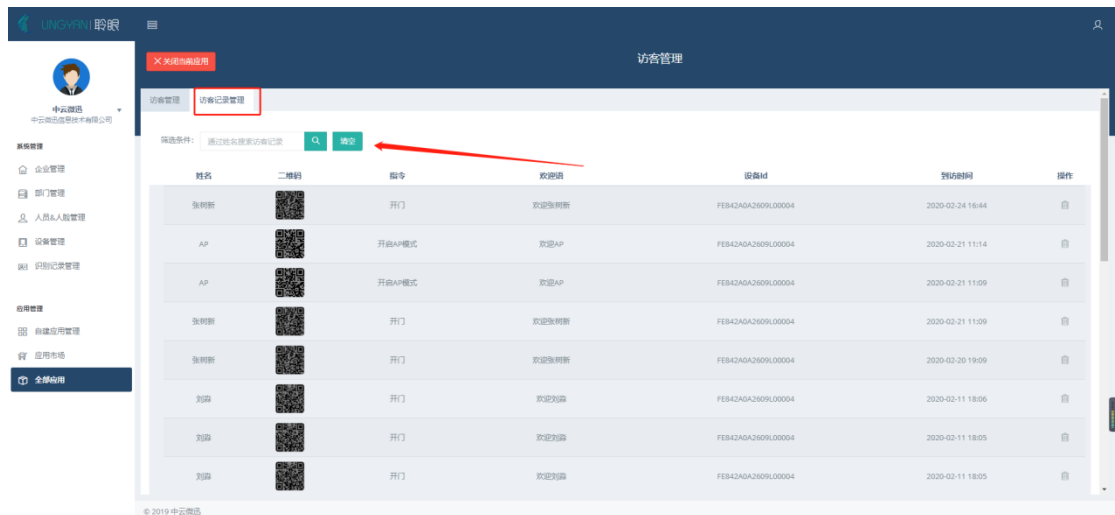 LINGYAN 聆眼
× 关闭当前应用
访客管理
中云微迅
中云微迅信息技术有限公司
系统管理
企业管理
部门管理
人员&人脸管理
设备管理
识别记录管理
应用管理
自建应用管理
应用市场
全部应用
访客管理 访客记录管理
筛选条件: 通过姓名搜索访客记录 清空
姓名 二维码 指令 欢迎语 设备Id 到访时间 操作
张树新 开门 欢迎张树新 FE842A0A2609L00004 2020-02-24 16:44
AP 开启AP模式 欢迎AP FE842A0A2609L00004 2020-02-21 11:14
AP 开启AP模式 欢迎AP FE842A0A2609L00004 2020-02-21 11:09
张树新 开门 欢迎张树新 FE842A0A2609L00004 2020-02-21 11:09
张树新 开门 欢迎张树新 FE842A0A2609L00004 2020-02-20 19:09
刘淼 开门 欢迎刘淼 FE842A0A2609L00004 2020-02-11 18:06
刘淼 开门 欢迎刘淼 FE842A0A2609L00004 2020-02-11 18:05
刘淼 开门 欢迎刘淼 FE842A0A2609L00004 2020-02-11 18:05
© 2019 中云微迅